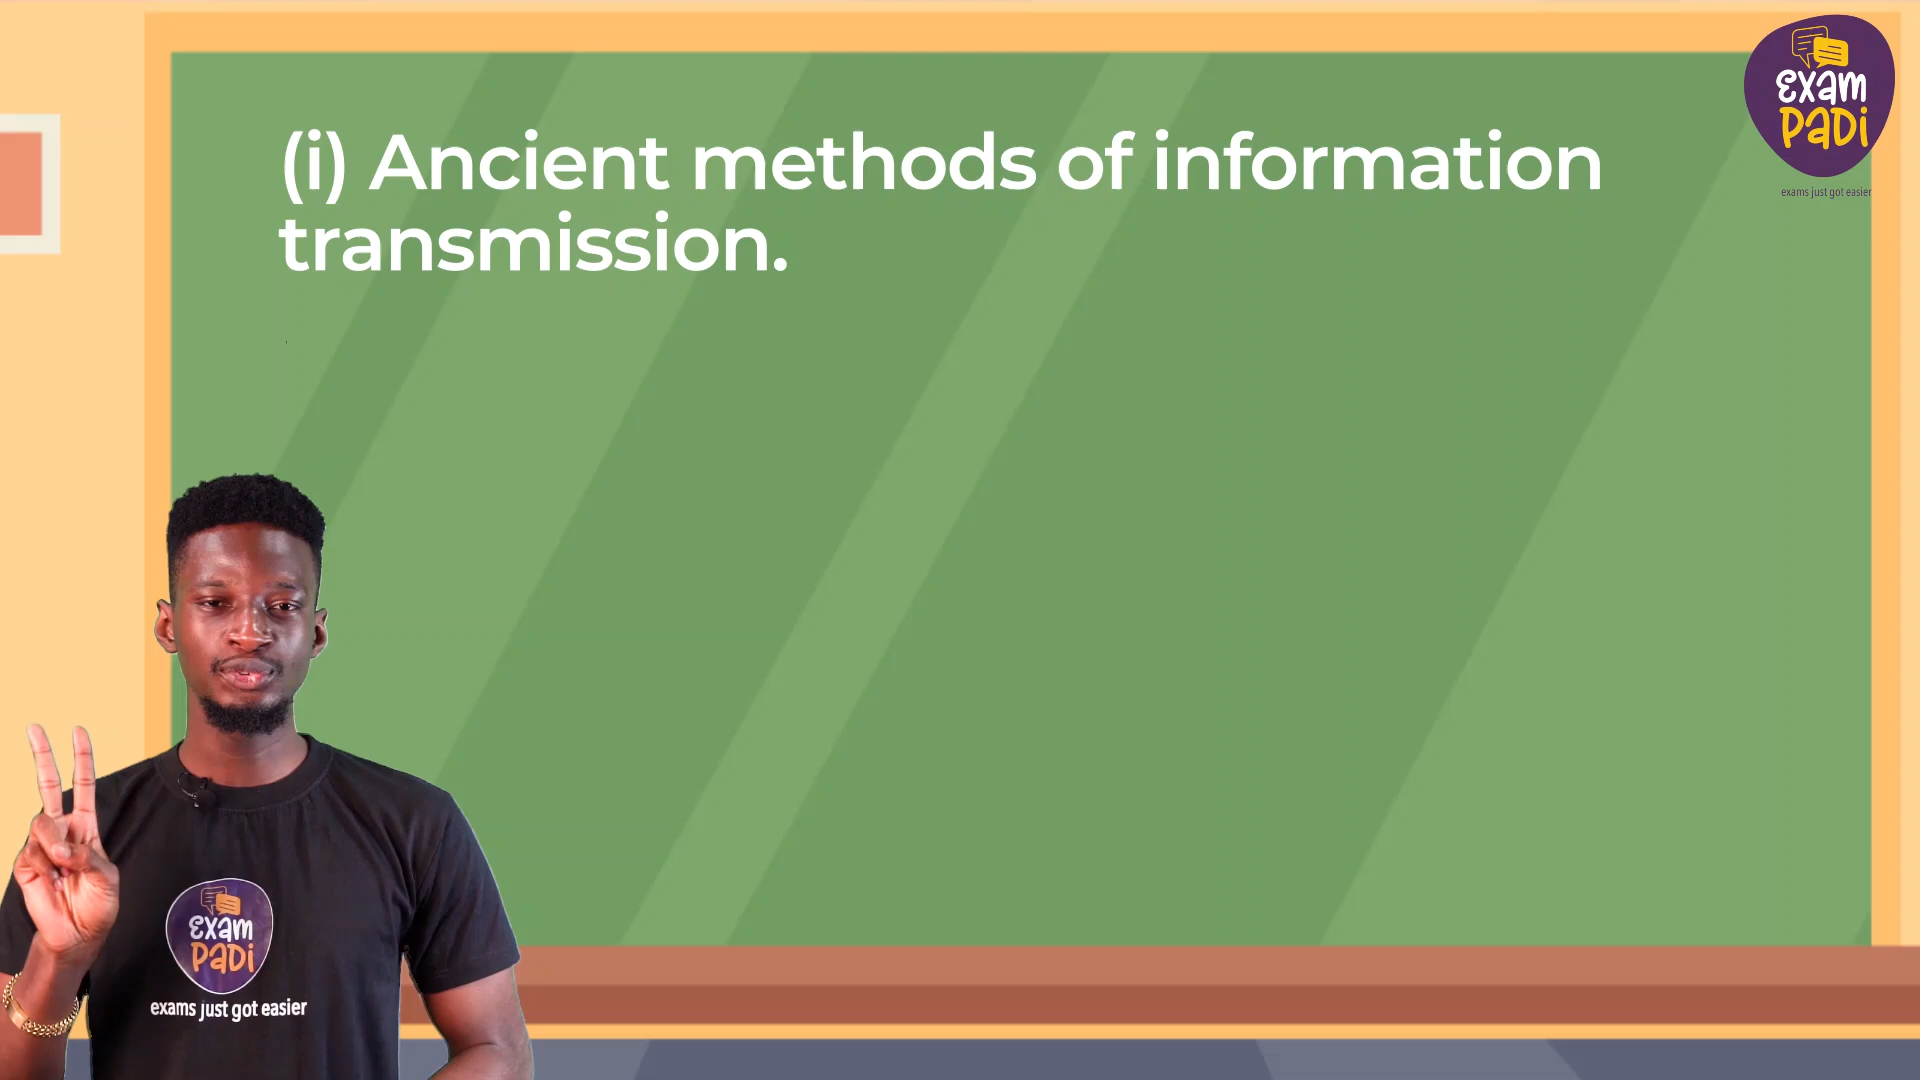 (i) Ancient methods of information
transmission.
exam
PADI
exams just got easier
exam
PADI
exams just got easier